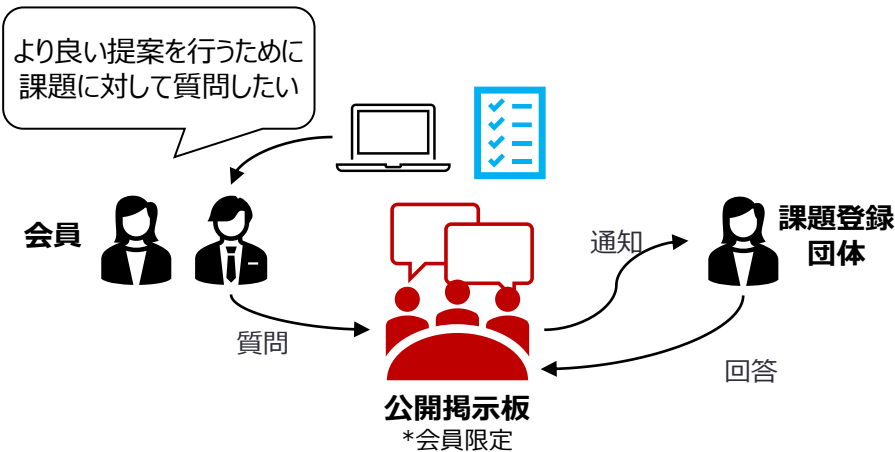 より良い提案を行うために
課題に対して質問したい
会員
課題登録
団体
通知
質問
回答
公開掲示板
*会員限定